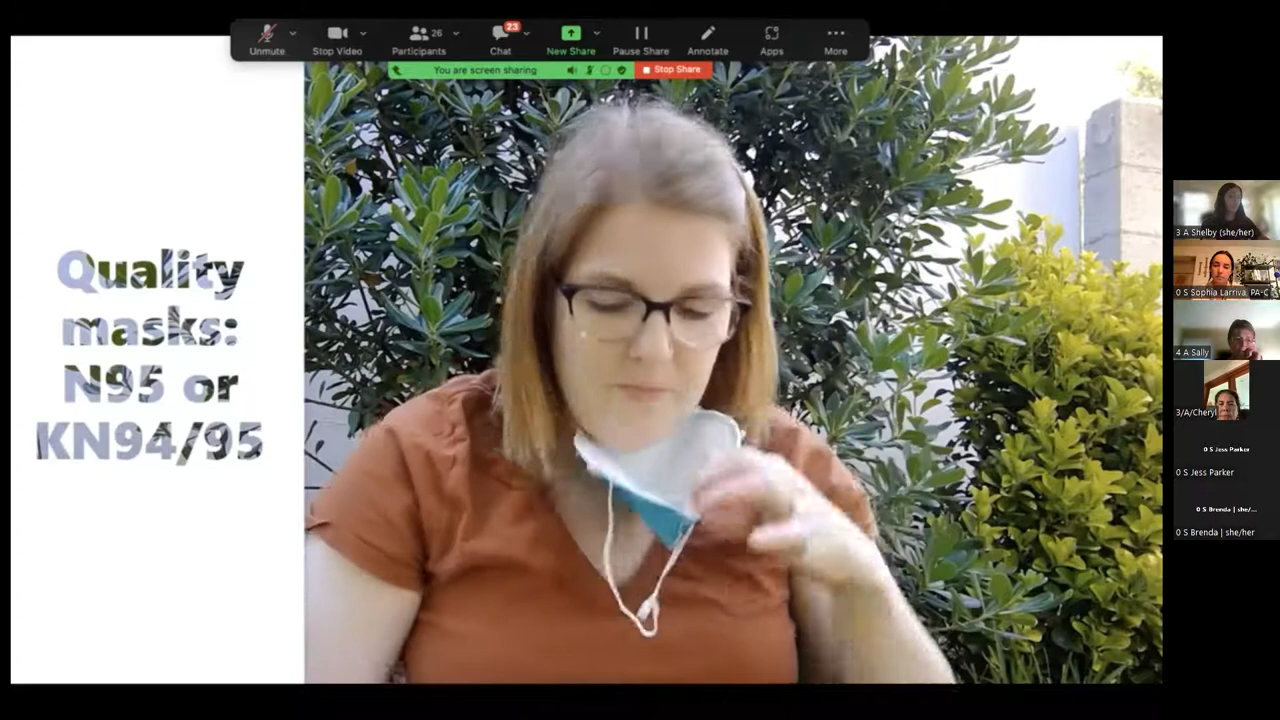 26
23
Unmute
Stop Video
Participants
Chat
New Share
Pause Share
Annotate
Apps
More
You are screen sharing
Stop Share
Quality
masks:
N95 or
KN94/95
3 A Shelby (she/her)
0 S Sophia Larriva, PA-C
4 A Sally
3/A/Cheryl
0 S Jess Parker
0 S Jess Parker
0 S Brenda | she/...
0 S Brenda | she/her